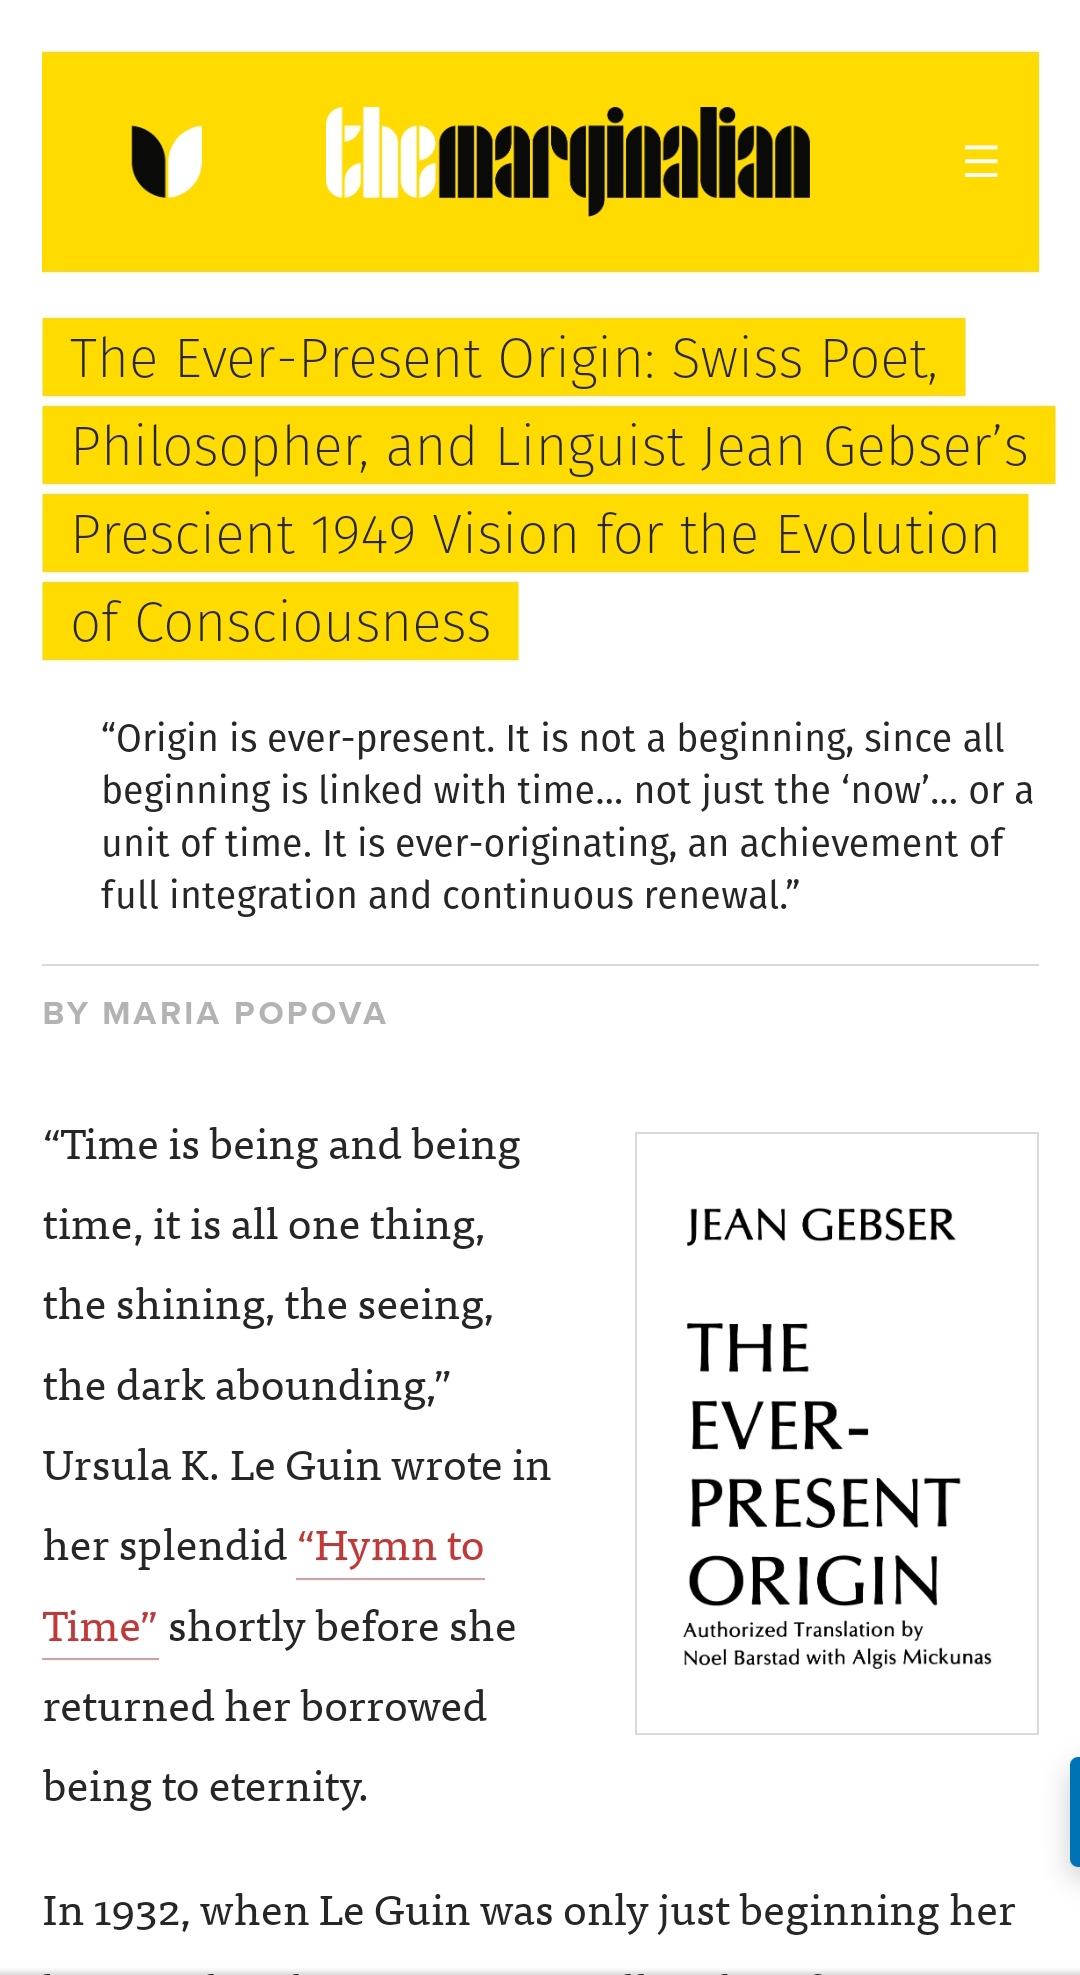 themarginalian
The Ever-Present Origin: Swiss Poet,
Philosopher, and Linguist Jean Gebser’s
Prescient 1949 Vision for the Evolution
of Consciousness
“Origin is ever-present. It is not a beginning, since all
beginning is linked with time… not just the ‘now’… or a
unit of time. It is ever-originating, an achievement of
full integration and continuous renewal.”
BY MARIA POPOVA
“Time is being and being
time, it is all one thing,
the shining, the seeing,
the dark abounding,”
Ursula K. Le Guin wrote in
her splendid “Hymn to
Time” shortly before she
returned her borrowed
being to eternity.
JEAN GEBSER
THE
EVER-
PRESENT
ORIGIN
Authorized Translation by
Noel Barstad with Algis Mickunas
In 1932, when Le Guin was only just beginning her